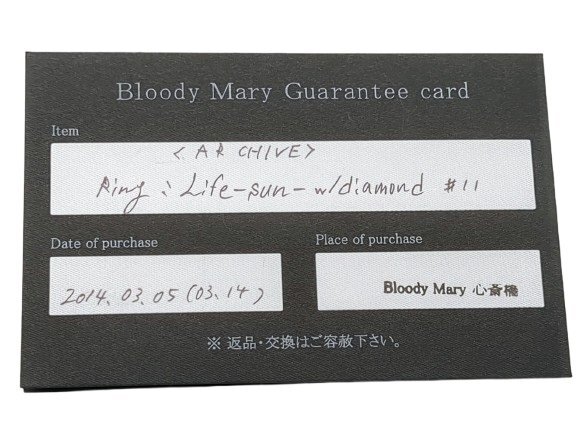 Bloody Mary Guarantee card
Item
<ARCHIVE>
Ring : Life-sun- w/diamond #11
Date of purchase
2014.03.05 (03.14)
Place of purchase
Bloody Mary 心斎橋
※ 返品・交換はご容赦下さい。